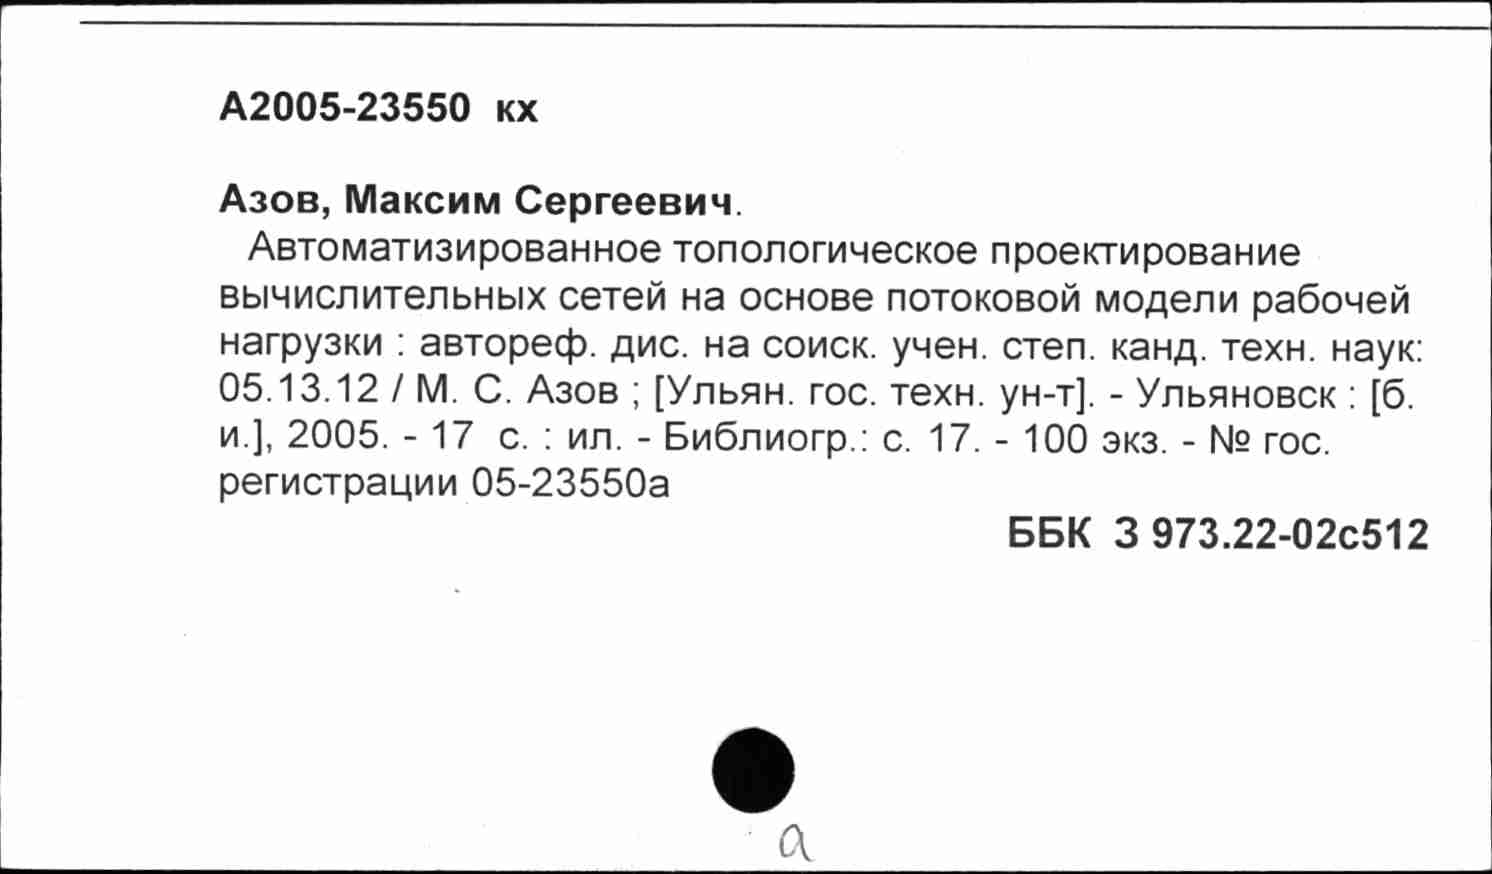 А2005-23550 кх
Азов, Максим Сергеевич.
Автоматизированное топологическое проектирование
вычислительных сетей на основе потоковой модели рабочей
нагрузки : автореф. дис. на соиск. учен. степ. канд. техн. наук:
05.13.12 / М. С. Азов ; [Ульян. гос. техн. ун-т]. - Ульяновск : [б.
и.], 2005. - 17 с. : ил. - Библиогр.: с. 17. - 100 экз. - № гос.
регистрации 05-23550а
ББК З 973.22-02с512
а